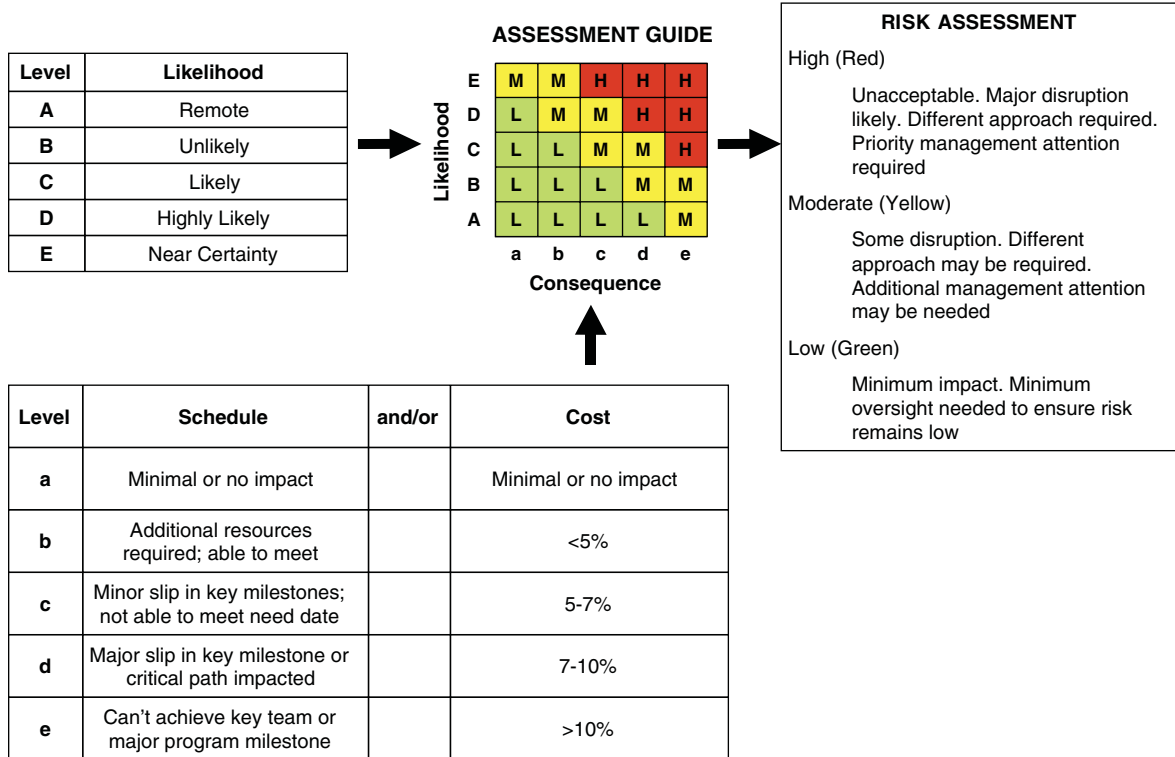 Level Likelihood
A Remote
B Unlikely
C Likely
D Highly Likely
E Near Certainty
ASSESSMENT GUIDE
Likelihood
E M M H H H
D L M M H H
C L L M M H
B L L L M M
A L L L L M
a b c d e
Consequence
RISK ASSESSMENT
High (Red)
Unacceptable. Major disruption
likely. Different approach required.
Priority management attention
required
Moderate (Yellow)
Some disruption. Different
approach may be required.
Additional management attention
may be needed
Low (Green)
Minimum impact. Minimum
oversight needed to ensure risk
remains low
Level Schedule and/or Cost
a Minimal or no impact Minimal or no impact
b Additional resources
required; able to meet <5%
c Minor slip in key milestones;
not able to meet need date 5-7%
d Major slip in key milestone or
critical path impacted 7-10%
e Can't achieve key team or
major program milestone >10%